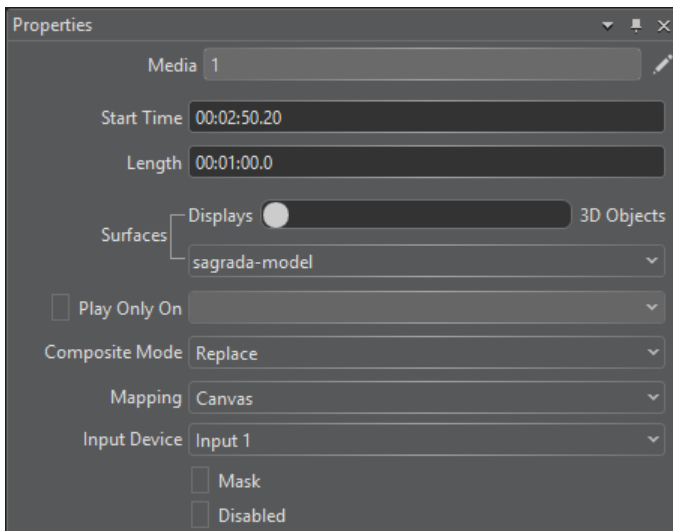 Properties
Media 1
Start Time 00:02:50.20
Length 00:01:00.0
Surfaces Displays 3D Objects
sagrada-model
Play Only On
Composite Mode Replace
Mapping Canvas
Input Device Input 1
Mask
Disabled